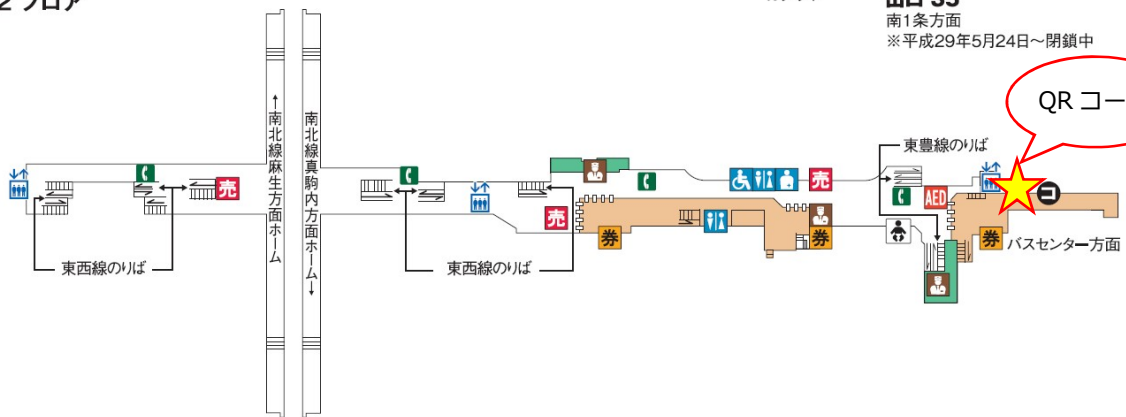 2 フロア
出口 35
南1条方面
※平成29年5月24日～閉鎖中
QR コー
東豊線のりば
←南北線麻生方面ホーム
南北線真駒内方面ホーム→
売
売
売
AED
コ
券
券
券
バスセンター方面
東西線のりば
東西線のりば